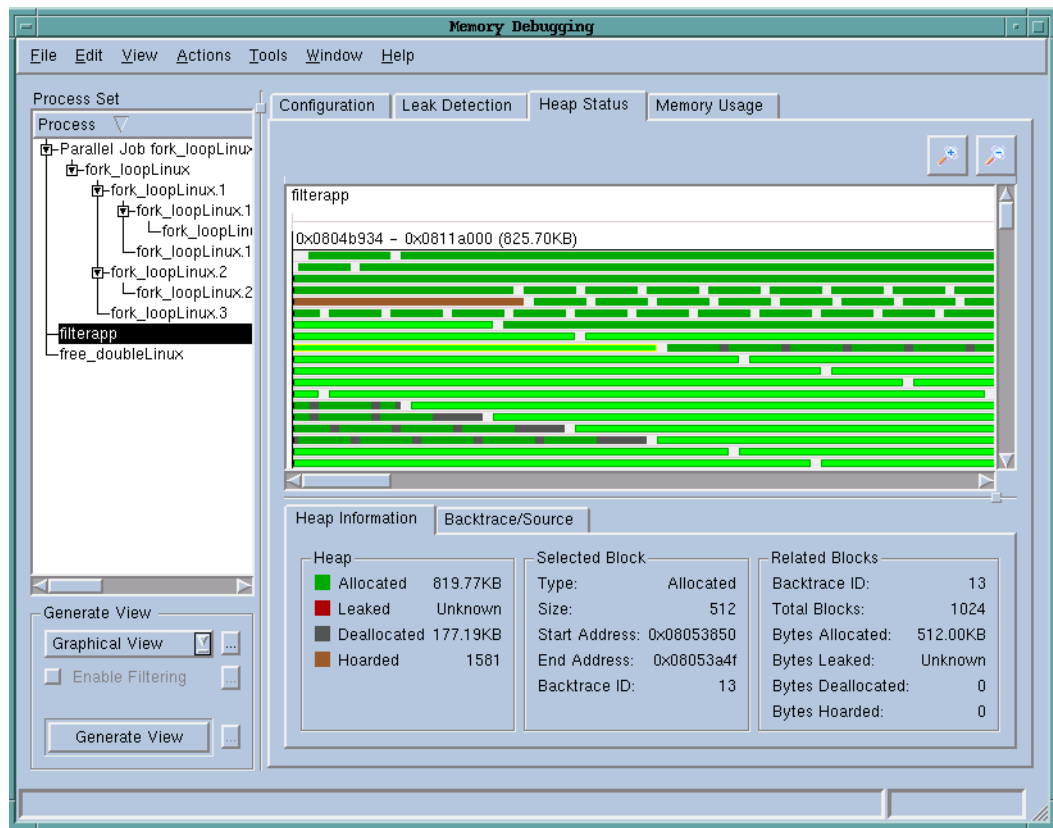 Memory Debugging
File Edit View Actions Tools Window Help
Process Set
Process
Parallel Job fork_loopLinux
fork_loopLinux
fork_loopLinux.1
fork_loopLinux.1
fork_loopLin
fork_loopLinux.1
fork_loopLinux.2
fork_loopLinux.2
fork_loopLinux.3
filterapp
free_doubleLinux
Generate View
Graphical View ...
Enable Filtering ...
Generate View ...
Configuration Leak Detection Heap Status Memory Usage
filterapp
0x0804b934 - 0x0811a000 (825.70KB)
Heap Information Backtrace/Source
Heap
Allocated 819.77KB
Leaked Unknown
Deallocated 177.19KB
Hoarded 1581
Selected Block
Type: Allocated
Size: 512
Start Address: 0x08053850
End Address: 0x08053a4f
Backtrace ID: 13
Related Blocks
Backtrace ID: 13
Total Blocks: 1024
Bytes Allocated: 512.00KB
Bytes Leaked: Unknown
Bytes Deallocated: 0
Bytes Hoarded: 0